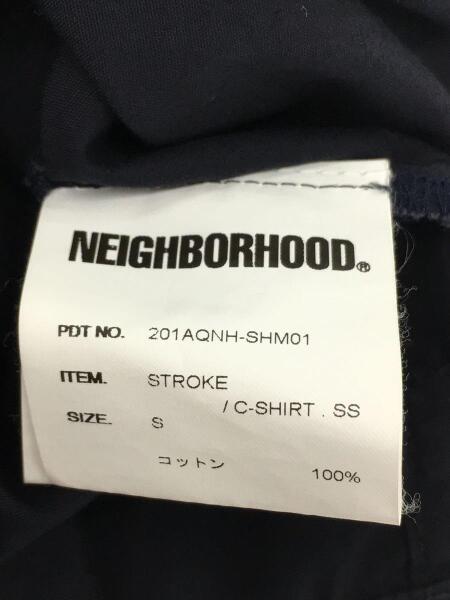 NEIGHBORHOOD®
PDT NO. 201AQNH-SHM01
ITEM. STROKE
/ C-SHIRT . SS
SIZE. S
コットン 100%